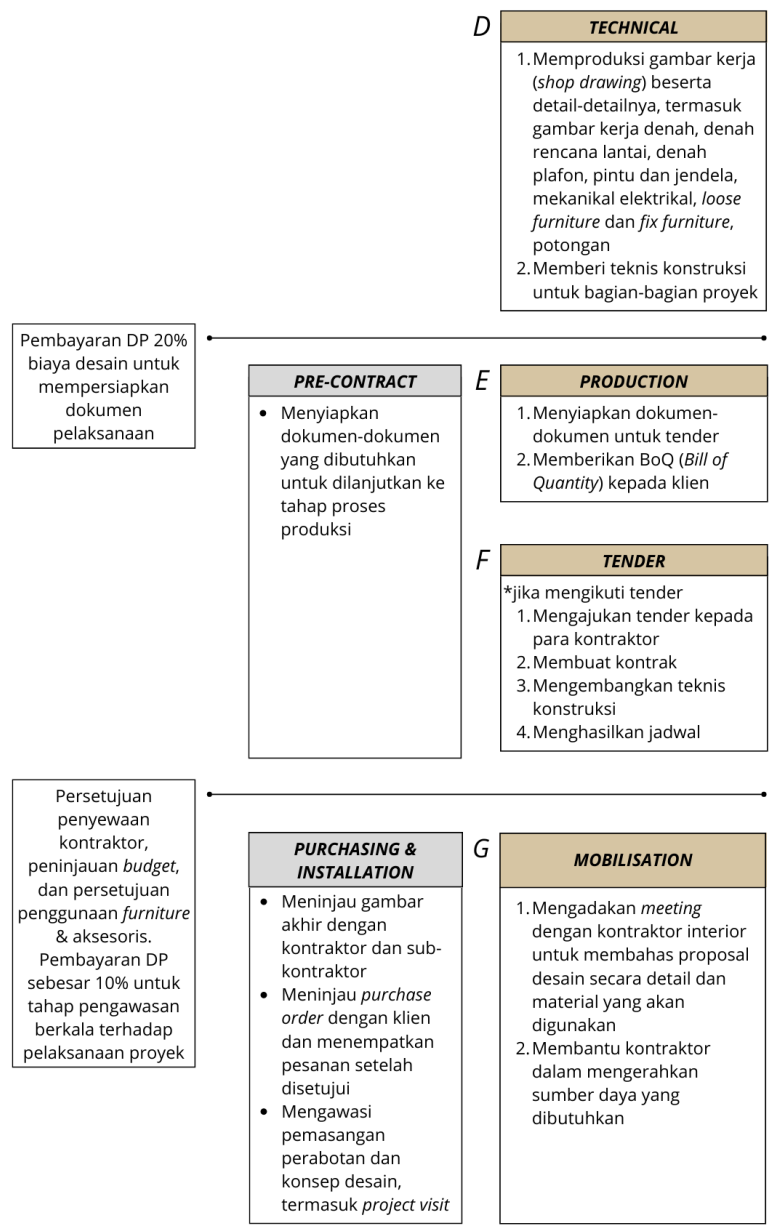 D
TECHNICAL
1. Memproduksi gambar kerja
(shop drawing) beserta
detail-detailnya, termasuk
gambar kerja denah, denah
rencana lantai, denah
plafon, pintu dan jendela,
mekanikal elektrikal, loose
furniture dan fix furniture,
potongan
2. Memberi teknis konstruksi
untuk bagian-bagian proyek
Pembayaran DP 20%
biaya desain untuk
mempersiapkan
dokumen
pelaksanaan
PRE-CONTRACT
• Menyiapkan
dokumen-dokumen
yang dibutuhkan
untuk dilanjutkan ke
tahap proses
produksi
E
PRODUCTION
1. Menyiapkan dokumen-
dokumen untuk tender
2. Memberikan BoQ (Bill of
Quantity) kepada klien
F
TENDER
*jika mengikuti tender
1. Mengajukan tender kepada
para kontraktor
2. Membuat kontrak
3. Mengembangkan teknis
konstruksi
4. Menghasilkan jadwal
Persetujuan
penyewaan
kontraktor,
peninjauan budget,
dan persetujuan
penggunaan furniture
& aksesoris.
Pembayaran DP
sebesar 10% untuk
tahap pengawasan
berkala terhadap
pelaksanaan proyek
PURCHASING &
INSTALLATION
• Meninjau gambar
akhir dengan
kontraktor dan sub-
kontraktor
• Meninjau purchase
order dengan klien
dan menempatkan
pesanan setelah
disetujui
• Mengawasi
pemasangan
perabotan dan
konsep desain,
termasuk project visit
G
MOBILISATION
1. Mengadakan meeting
dengan kontraktor interior
untuk membahas proposal
desain secara detail dan
material yang akan
digunakan
2. Membantu kontraktor
dalam mengerahkan
sumber daya yang
dibutuhkan